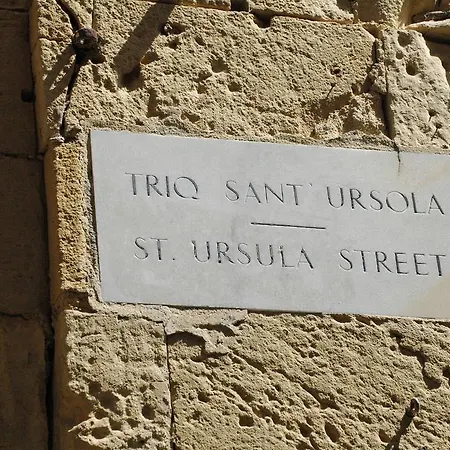 TRIQ SANT' URSOLA
ST. URSULA STREET